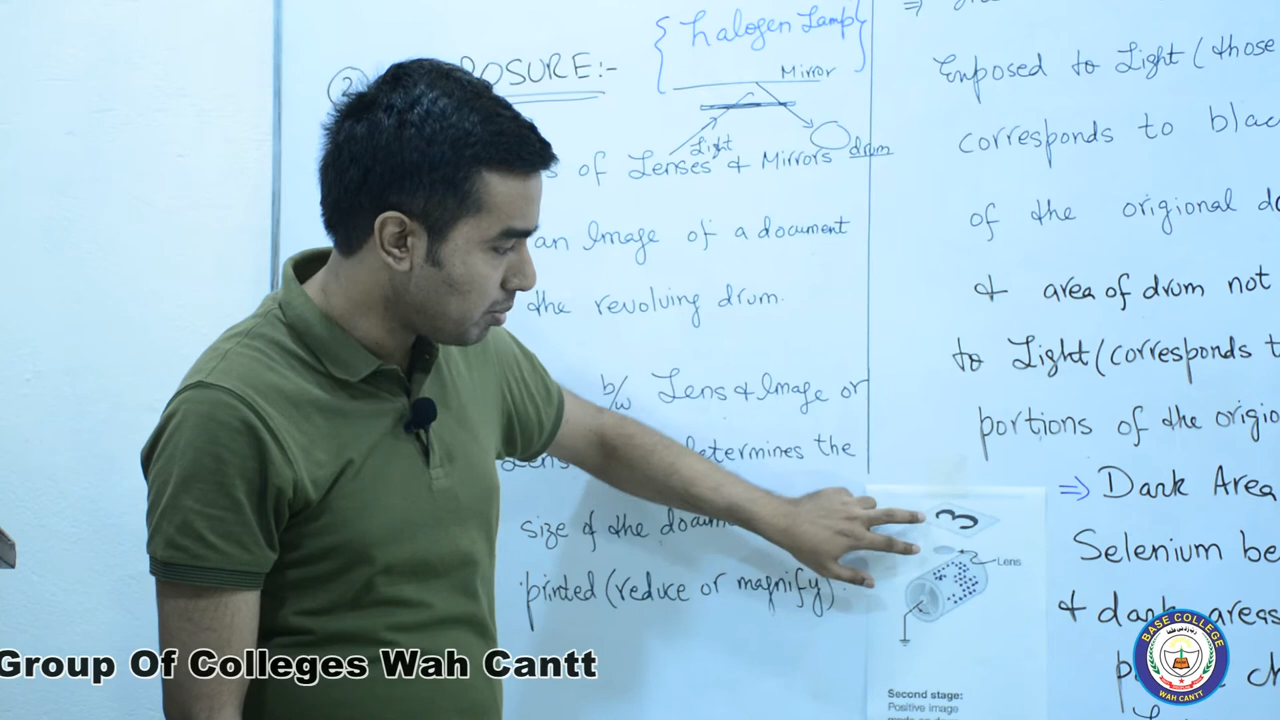 { halogen Lamp }
② POSURE:-
Mirror
Light
drum
of Lenses & Mirrors
an Image of a document
the revolving drum.
b/w Lens & Image or
Lens determines the
size of the docum
printed (reduce or magnify).
Exposed to Light (those
corresponds to blac
of the origional do
& area of drum not
to Light (corresponds t
portions of the origio
⇒ Dark Area
Selenium be
& dark areas
3
Lens
Second stage:
Positive image
Group Of Colleges Wah Cantt
BASE COLLEGE
WAH CANTT